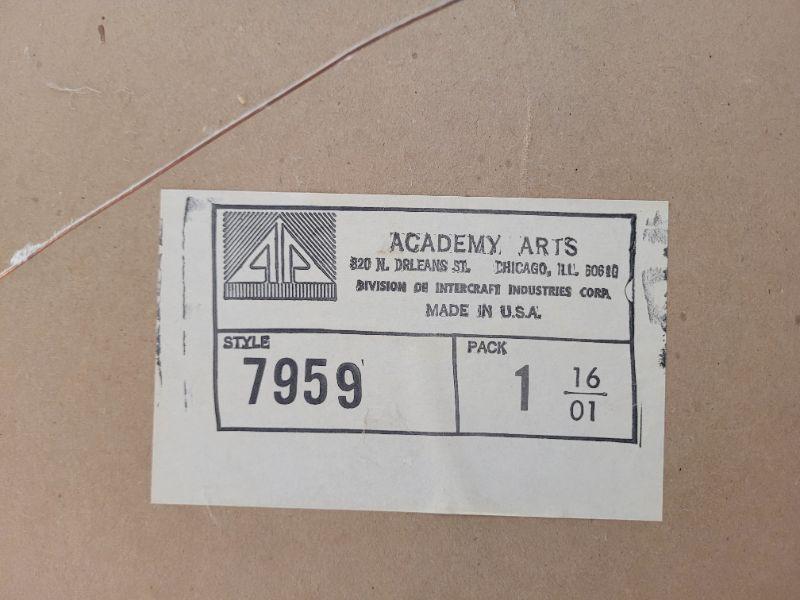 ACADEMY ARTS
820 N. ORLEANS ST. CHICAGO, ILL. 60610
DIVISION OF INTERCRAFT INDUSTRIES CORP.
MADE IN U.S.A.
STYLE
7959
PACK
1 16/01